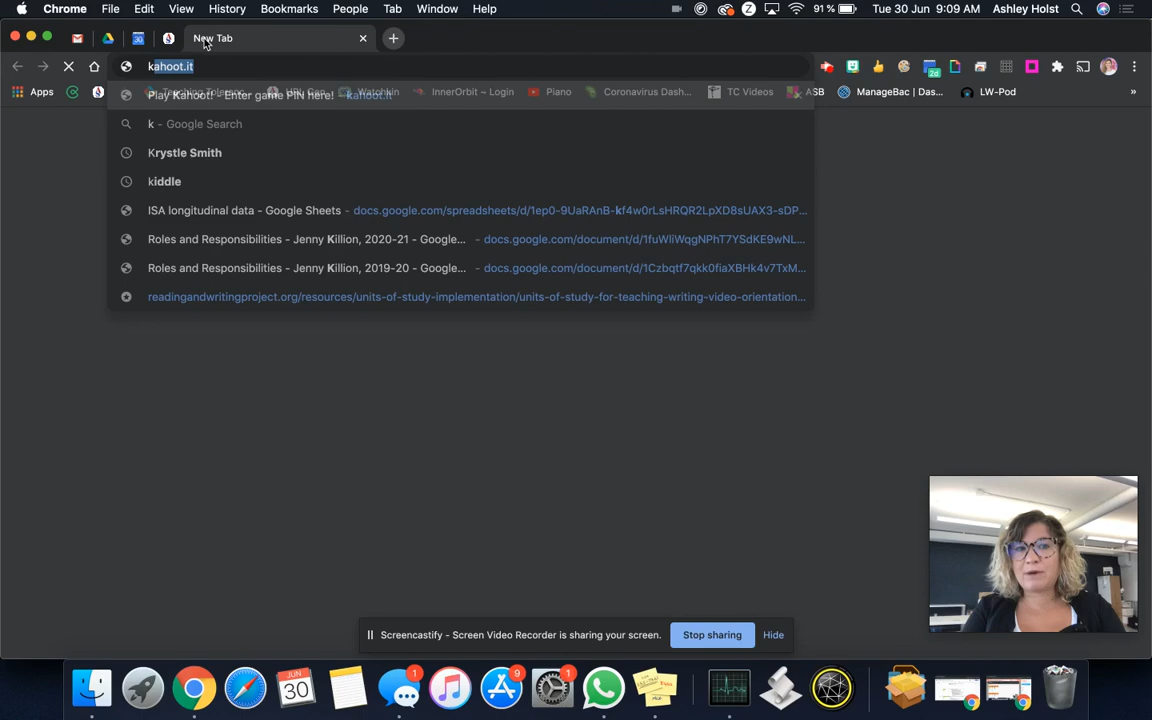 Chrome File Edit View History Bookmarks People Tab Window Help 91% Tue 30 Jun 9:09 AM Ashley Holst
New Tab
kahoot.it
2d
Apps InnerOrbit ~ Login Piano Coronavirus Dash... TC Videos ASB ManageBac | Das... LW-Pod »
Play Kahoot! - Enter game PIN here! - kahoot.it
k - Google Search
Krystle Smith
kiddle
ISA longitudinal data - Google Sheets - docs.google.com/spreadsheets/d/1ep0-9UaRAnB-kf4w0rLsHRQR2LpXD8sUAX3-sDP...
Roles and Responsibilities - Jenny Killion, 2020-21 - Google... - docs.google.com/document/d/1fuWliWqgNPhT7YSdKE9wNL...
Roles and Responsibilities - Jenny Killion, 2019-20 - Google... - docs.google.com/document/d/1Czbqtf7qkk0fiaXBHk4v7TxM...
readingandwritingproject.org/resources/units-of-study-implementation/units-of-study-for-teaching-writing-video-orientation...
Screencastify - Screen Video Recorder is sharing your screen. Stop sharing Hide
JUN
30
1
9
1